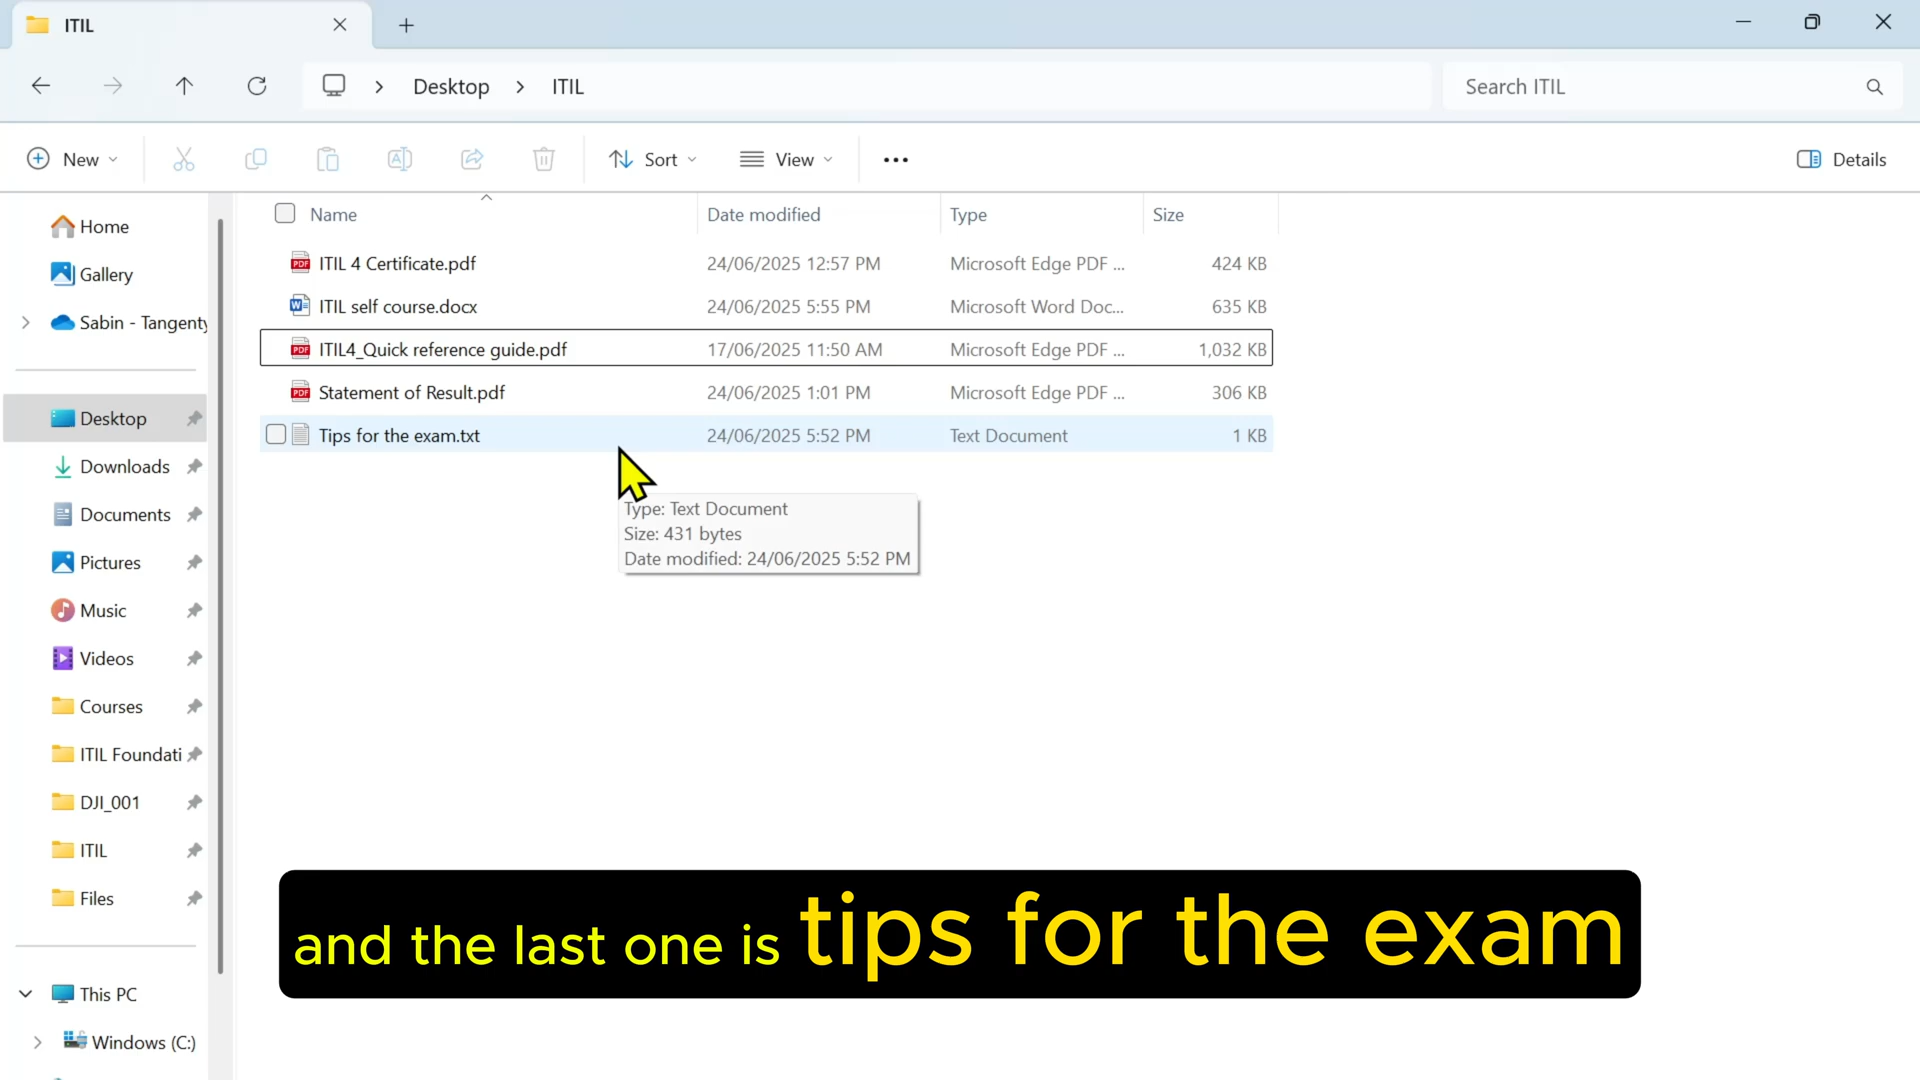 ITIL
Desktop > ITIL
Search ITIL
New
Sort
View
Details
Name
Date modified
Type
Size
ITIL 4 Certificate.pdf 24/06/2025 12:57 PM Microsoft Edge PDF ... 424 KB
ITIL self course.docx 24/06/2025 5:55 PM Microsoft Word Doc... 635 KB
ITIL4_Quick reference guide.pdf 17/06/2025 11:50 AM Microsoft Edge PDF ... 1,032 KB
Statement of Result.pdf 24/06/2025 1:01 PM Microsoft Edge PDF ... 306 KB
Tips for the exam.txt 24/06/2025 5:52 PM Text Document 1 KB
Type: Text Document
Size: 431 bytes
Date modified: 24/06/2025 5:52 PM
Home
Gallery
Sabin - Tangenty
Desktop
Downloads
Documents
Pictures
Music
Videos
Courses
ITIL Foundati
DJI_001
ITIL
Files
This PC
Windows (C:)
and the last one is tips for the exam